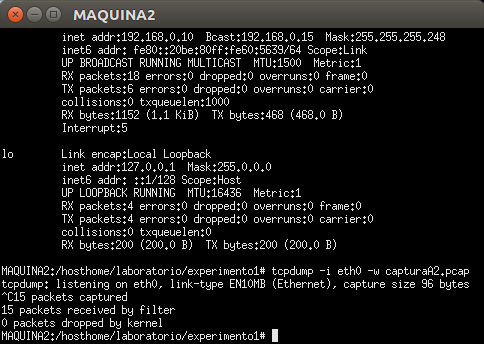 MAQUINA2
inet addr:192.168.0.10 Bcast:192.168.0.15 Mask:255.255.255.248
inet6 addr: fe80::20be:80ff:fe60:5639/64 Scope:Link
UP BROADCAST RUNNING MULTICAST MTU:1500 Metric:1
RX packets:18 errors:0 dropped:0 overruns:0 frame:0
TX packets:6 errors:0 dropped:0 overruns:0 carrier:0
collisions:0 txqueuelen:1000
RX bytes:1152 (1.1 KiB) TX bytes:468 (468.0 B)
Interrupt:5
lo Link encap:Local Loopback
inet addr:127.0.0.1 Mask:255.0.0.0
inet6 addr: ::1/128 Scope:Host
UP LOOPBACK RUNNING MTU:16436 Metric:1
RX packets:4 errors:0 dropped:0 overruns:0 frame:0
TX packets:4 errors:0 dropped:0 overruns:0 carrier:0
collisions:0 txqueuelen:0
RX bytes:200 (200.0 B) TX bytes:200 (200.0 B)
MAQUINA2:/hosthome/laboratorio/experimento1# tcpdump -i eth0 -w capturaA2.pcap
tcpdump: listening on eth0, link-type EN10MB (Ethernet), capture size 96 bytes
^C15 packets captured
15 packets received by filter
0 packets dropped by kernel
MAQUINA2:/hosthome/laboratorio/experimento1#